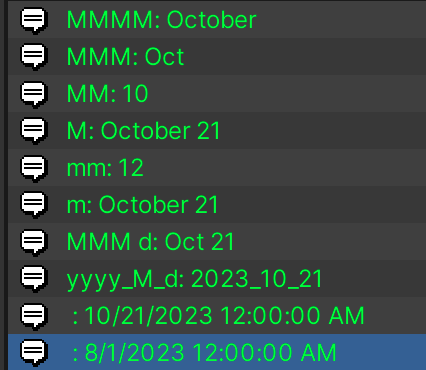 MMMM: October
MMM: Oct
MM: 10
M: October 21
mm: 12
m: October 21
MMM d: Oct 21
yyyy_M_d: 2023_10_21
: 10/21/2023 12:00:00 AM
: 8/1/2023 12:00:00 AM